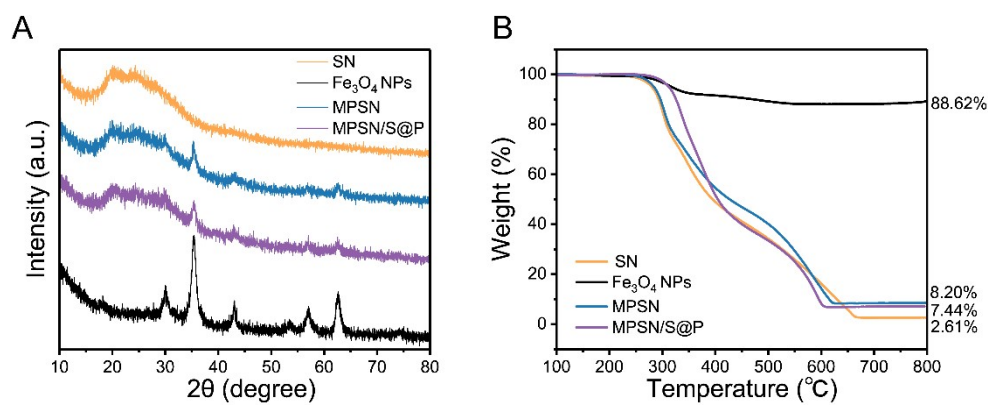 A
SN
Fe₃O₄ NPs
MPSN
MPSN/S@P
Intensity (a.u.)
10 20 30 40 50 60 70 80
2θ (degree)
B
100
80
60
40
20
0
Weight (%)
88.62%
8.20%
7.44%
2.61%
SN
Fe₃O₄ NPs
MPSN
MPSN/S@P
100 200 300 400 500 600 700 800
Temperature (℃)